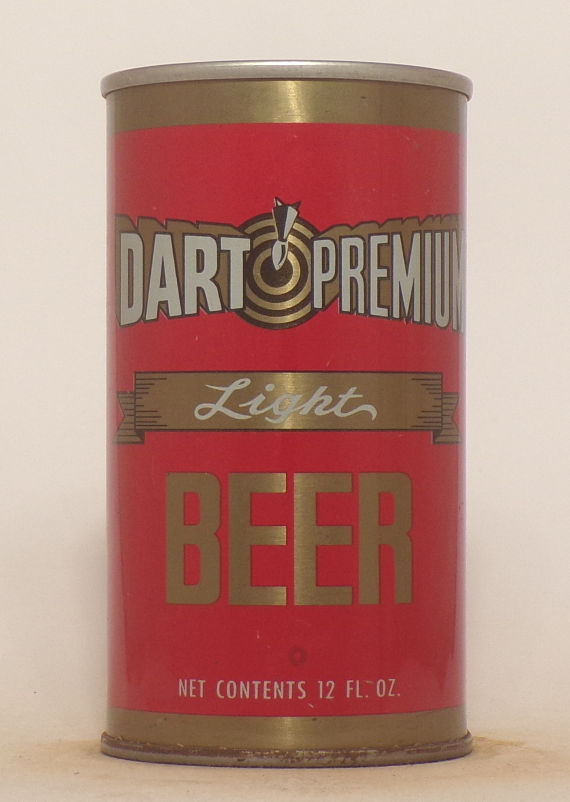 DART PREMIUM
Light
BEER
NET CONTENTS 12 FL. OZ.